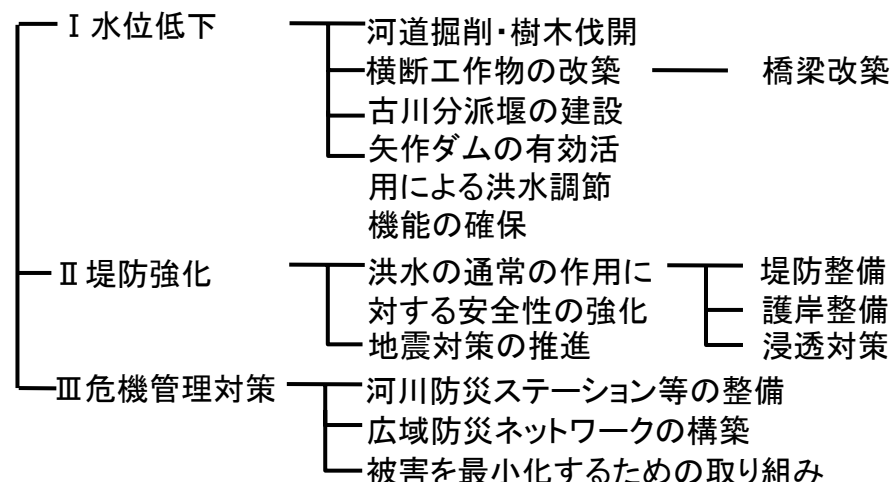 Ⅰ 水位低下
河道掘削・樹木伐開
横断工作物の改築
橋梁改築
古川分派堰の建設
矢作ダムの有効活
用による洪水調節
機能の確保
Ⅱ 堤防強化
洪水の通常の作用に
対する安全性の強化
堤防整備
護岸整備
浸透対策
地震対策の推進
Ⅲ危機管理対策
河川防災ステーション等の整備
広域防災ネットワークの構築
被害を最小化するための取り組み